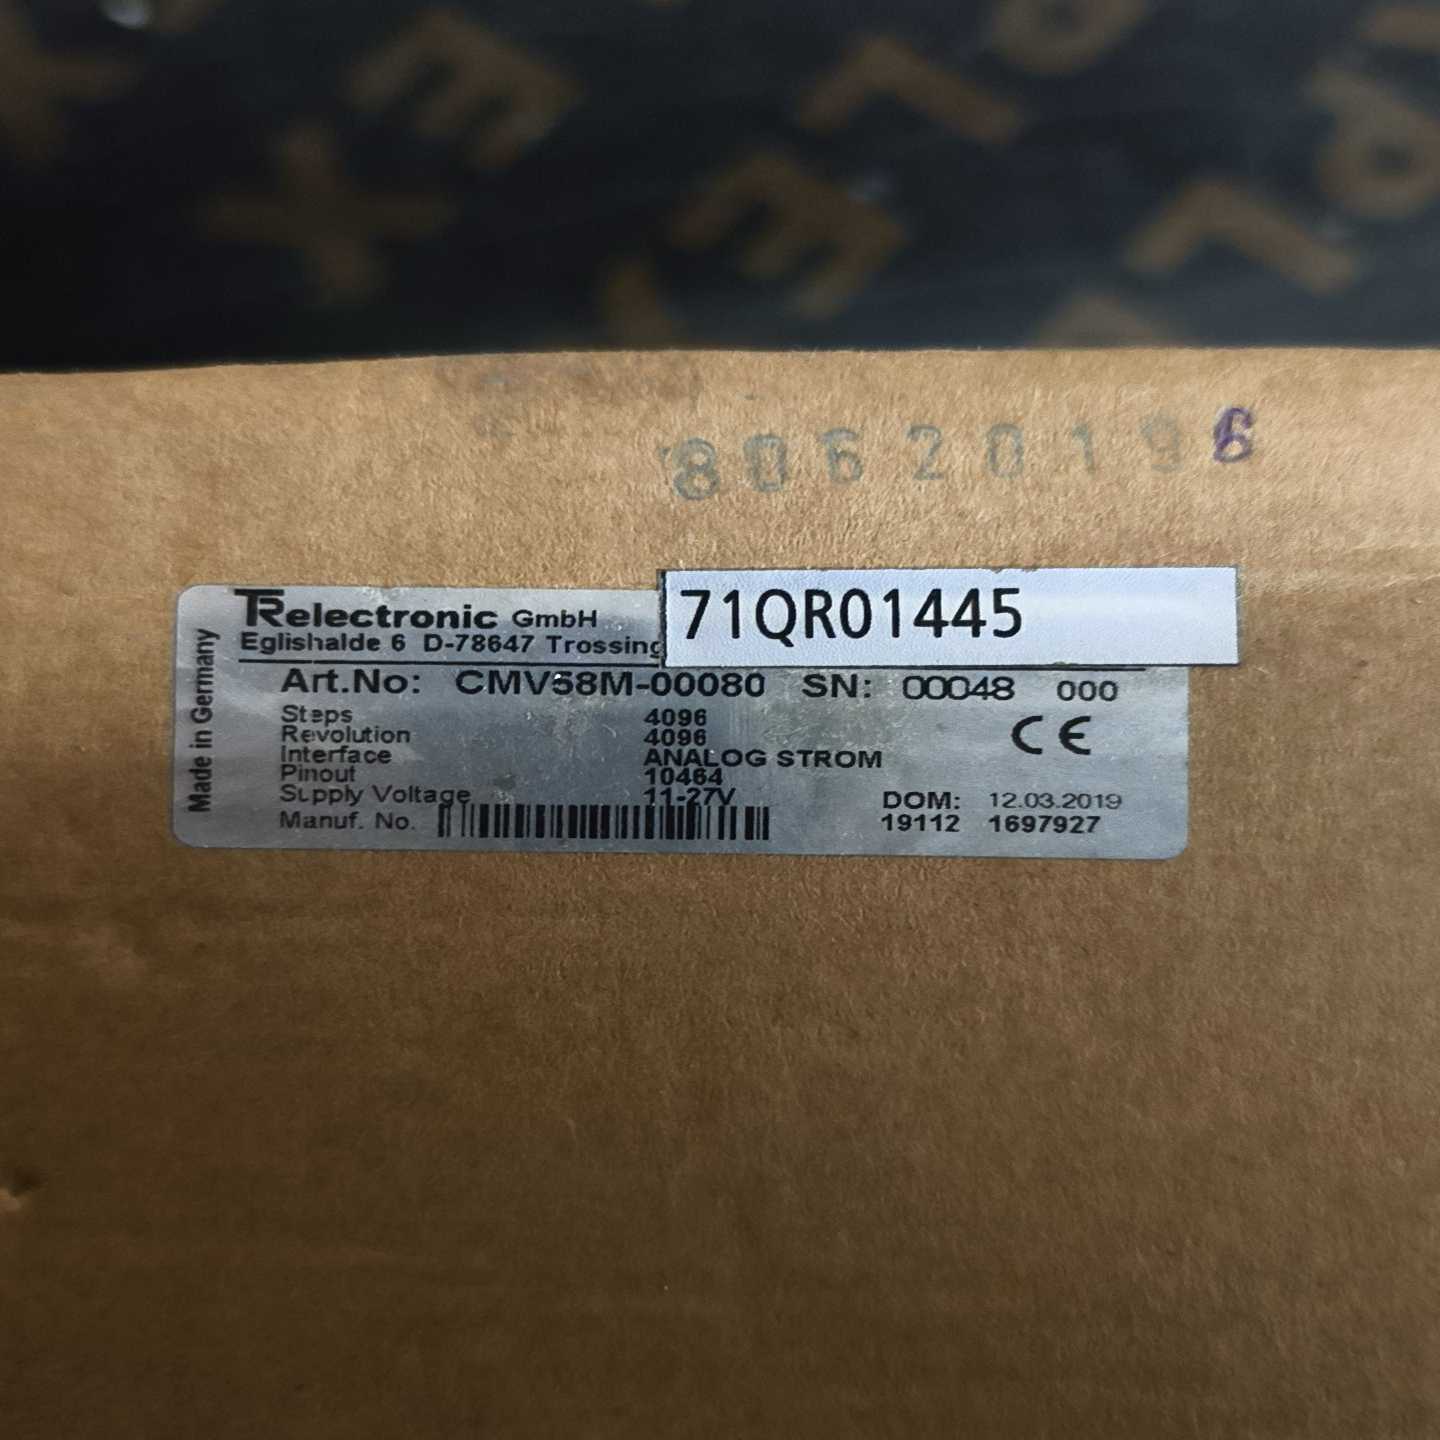 80620196
TRelectronic GmbH
71QR01445
Eglishalde 6 D-78647 Trossing
Made in Germany
Art.No: CMV58M-00080 SN: 00048 000
Steps 4096
Revolution 4096
Interface ANALOG STROM
Pinout 10464
Supply Voltage 11-27V
CE
DOM: 12.03.2019
Manuf. No. 19112 1697927